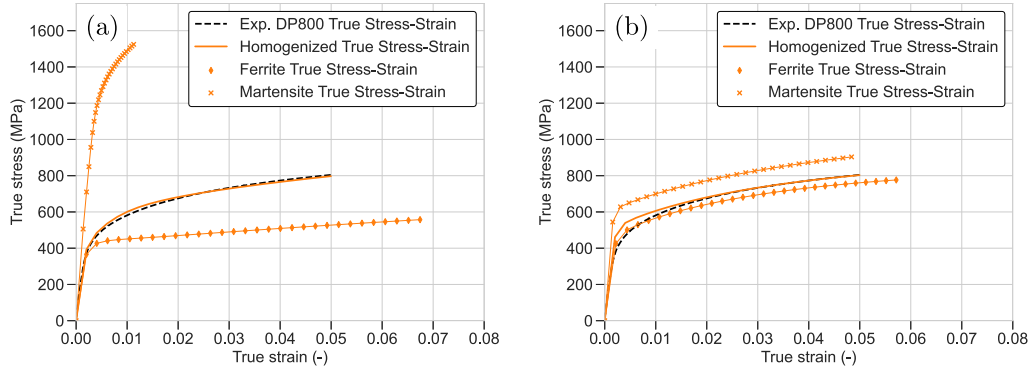 (a)
Exp. DP800 True Stress-Strain
Homogenized True Stress-Strain
Ferrite True Stress-Strain
Martensite True Stress-Strain
True stress (MPa)
1600
1400
1200
1000
800
600
400
200
0
0.00 0.01 0.02 0.03 0.04 0.05 0.06 0.07 0.08
True strain (-)
(b)
Exp. DP800 True Stress-Strain
Homogenized True Stress-Strain
Ferrite True Stress-Strain
Martensite True Stress-Strain
True stress (MPa)
1600
1400
1200
1000
800
600
400
200
0
0.00 0.01 0.02 0.03 0.04 0.05 0.06 0.07 0.08
True strain (-)